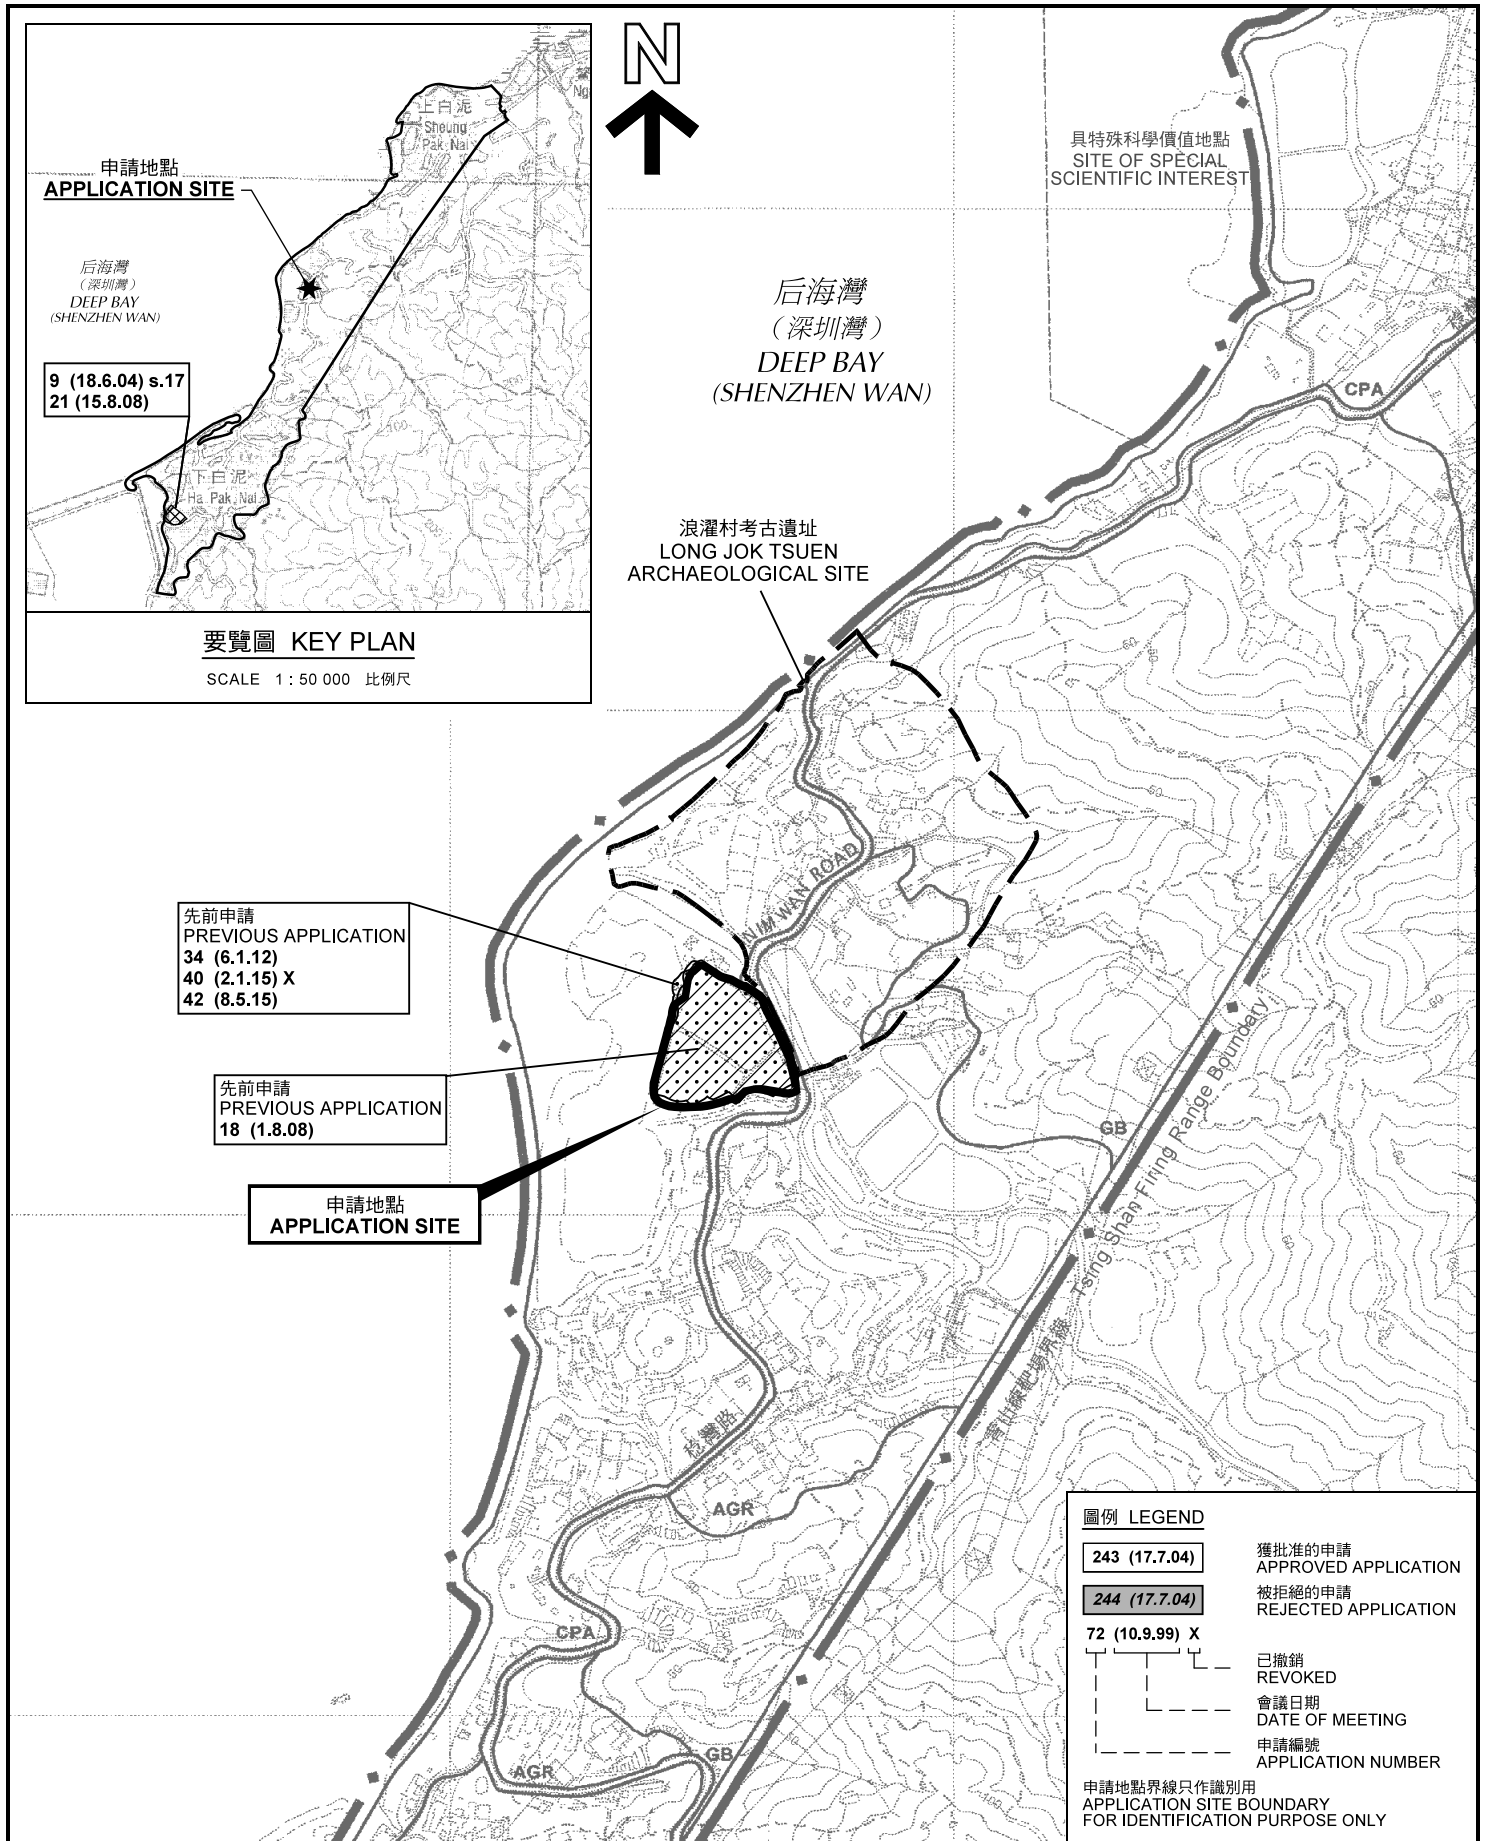 上白泥
Sheung
Pak Nai
申請地點
APPLICATION SITE
后海灣
(深圳灣)
DEEP BAY
(SHENZHEN WAN)
9 (18.6.04) s.17
21 (15.8.08)
下白泥
Ha Pak Nai
要覽圖 KEY PLAN
SCALE 1 : 50 000 比例尺
N
具特殊科學價值地點
SITE OF SPECIAL
SCIENTIFIC INTEREST
后海灣
(深圳灣)
DEEP BAY
(SHENZHEN WAN)
CPA
浪濯村考古遺址
LONG JOK TSUEN
ARCHAEOLOGICAL SITE
NIM WAN ROAD
先前申請
PREVIOUS APPLICATION
34 (6.1.12)
40 (2.1.15) X
42 (8.5.15)
先前申請
PREVIOUS APPLICATION
18 (1.8.08)
申請地點
APPLICATION SITE
GB
Tsing Shan Firing Range Boundary
青山練靶場界線
稔灣路
AGR
CPA
AGR
GB
圖例 LEGEND
243 (17.7.04)
獲批准的申請
APPROVED APPLICATION
244 (17.7.04)
被拒絕的申請
REJECTED APPLICATION
72 (10.9.99) X
已撤銷
REVOKED
會議日期
DATE OF MEETING
申請編號
APPLICATION NUMBER
申請地點界線只作識別用
APPLICATION SITE BOUNDARY
FOR IDENTIFICATION PURPOSE ONLY